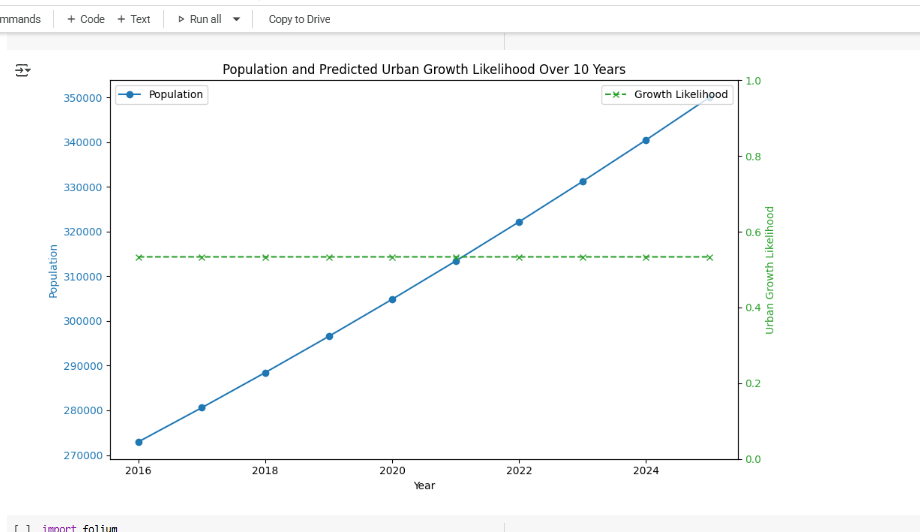 mmands + Code + Text Run all Copy to Drive
Population and Predicted Urban Growth Likelihood Over 10 Years
Population
Growth Likelihood
350000
340000
330000
320000
310000
300000
290000
280000
270000
Population
1.0
0.8
0.6
0.4
0.2
0.0
Urban Growth Likelihood
2016 2018 2020 2022 2024
Year
[ ] import folium